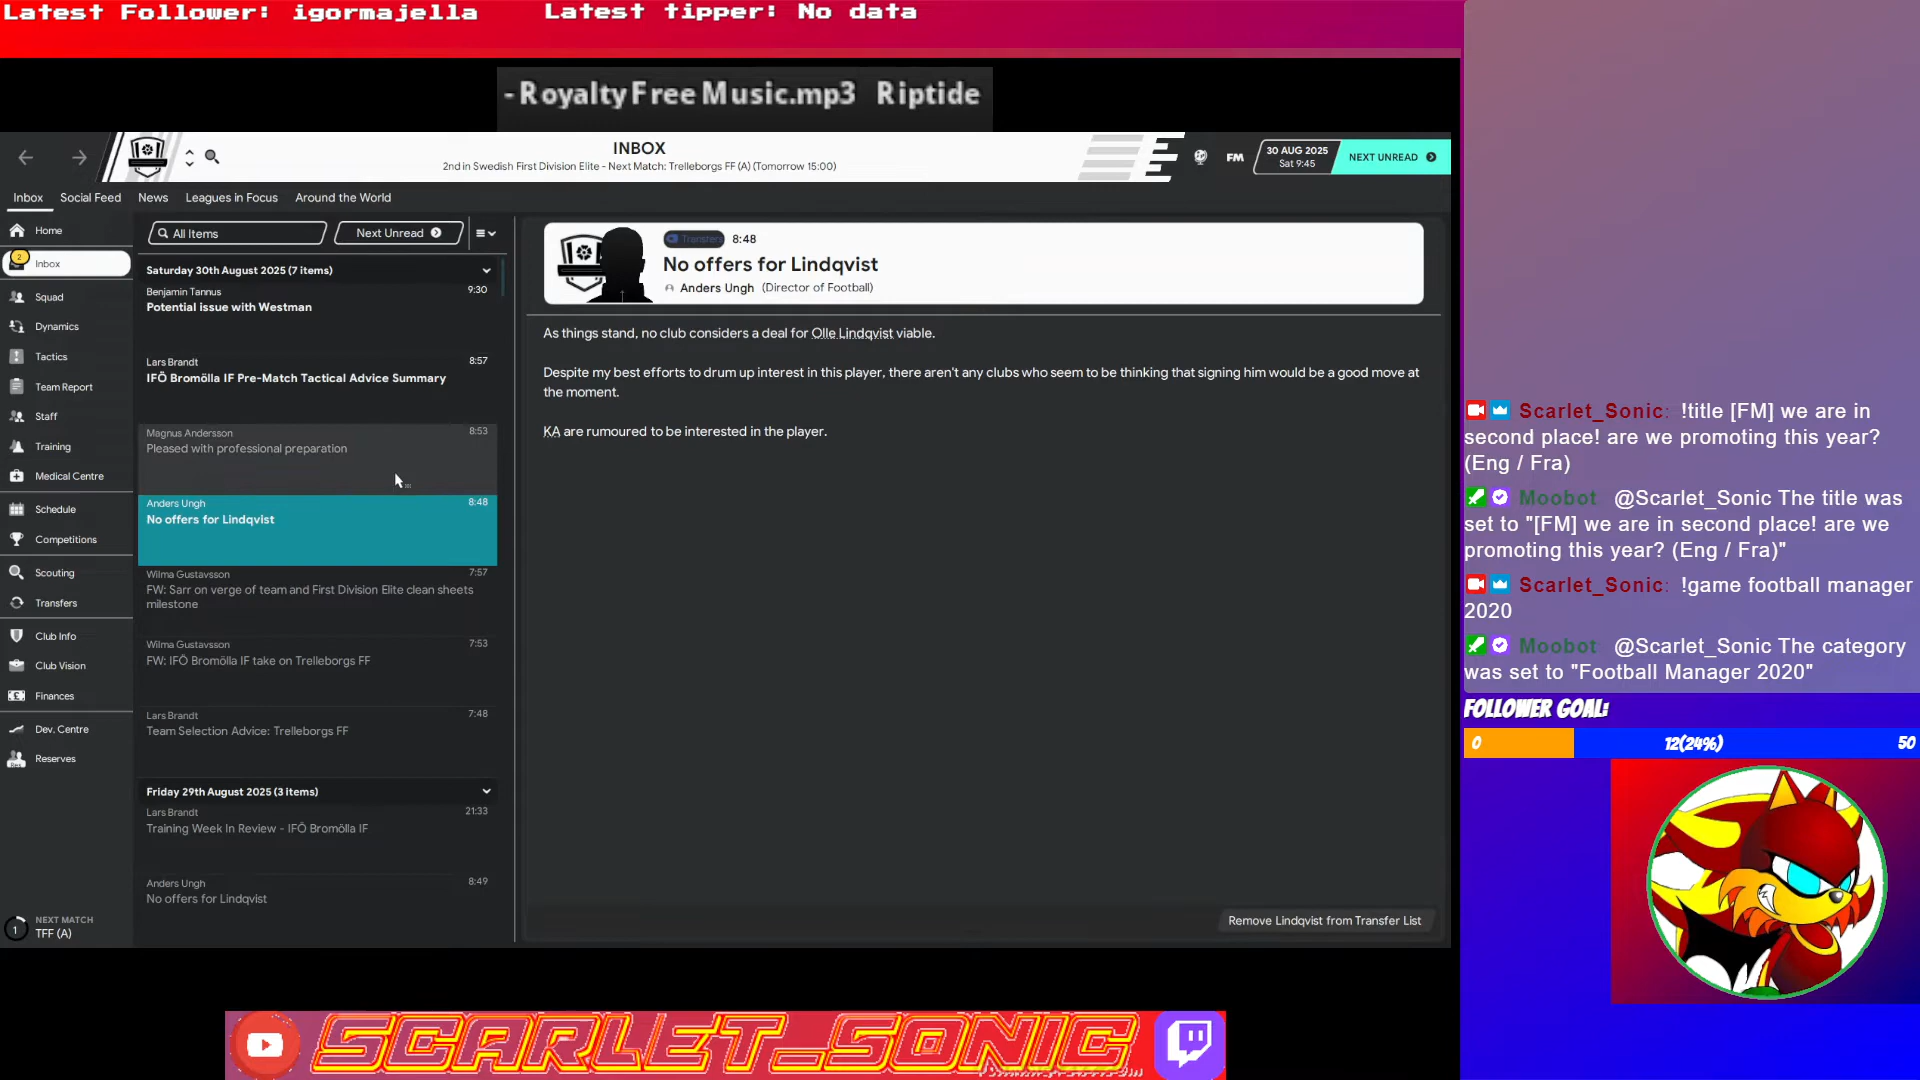 Latest Follower: igormajella
Latest tipper: No data
- Royalty Free Music.mp3 Riptide
INBOX
2nd in Swedish First Division Elite - Next Match: Trelleborgs FF (A) (Tomorrow 15:00)
FM
30 AUG 2025
Sat 9:45
NEXT UNREAD
Inbox
Social Feed
News
Leagues in Focus
Around the World
Home
2
Inbox
Squad
Dynamics
Tactics
Team Report
Staff
Training
Medical Centre
Schedule
Competitions
Scouting
Transfers
Club Info
Club Vision
Finances
Dev. Centre
Reserves
1
NEXT MATCH
TFF (A)
All Items
Next Unread
Saturday 30th August 2025 (7 items)
Benjamin Tannus
9:30
Potential issue with Westman
Lars Brandt
8:57
IFÖ Bromölla IF Pre-Match Tactical Advice Summary
Magnus Andersson
8:53
Pleased with professional preparation
Anders Ungh
8:48
No offers for Lindqvist
Wilma Gustavsson
7:57
FW: Sarr on verge of team and First Division Elite clean sheets
milestone
Wilma Gustavsson
7:53
FW: IFÖ Bromölla IF take on Trelleborgs FF
Lars Brandt
7:48
Team Selection Advice: Trelleborgs FF
Friday 29th August 2025 (3 items)
Lars Brandt
21:33
Training Week In Review - IFÖ Bromölla IF
Anders Ungh
8:49
No offers for Lindqvist
Transfers
8:48
No offers for Lindqvist
Anders Ungh (Director of Football)
As things stand, no club considers a deal for Olle Lindqvist viable.
Despite my best efforts to drum up interest in this player, there aren't any clubs who seem to be thinking that signing him would be a good move at
the moment.
KA are rumoured to be interested in the player.
Remove Lindqvist from Transfer List
Scarlet_Sonic: !title [FM] we are in
second place! are we promoting this year?
(Eng / Fra)
Moobot: @Scarlet_Sonic The title was
set to "[FM] we are in second place! are we
promoting this year? (Eng / Fra)"
Scarlet_Sonic: !game football manager
2020
Moobot: @Scarlet_Sonic The category
was set to "Football Manager 2020"
FOLLOWER GOAL:
0
12(24%)
50
SCARLET_SONIC